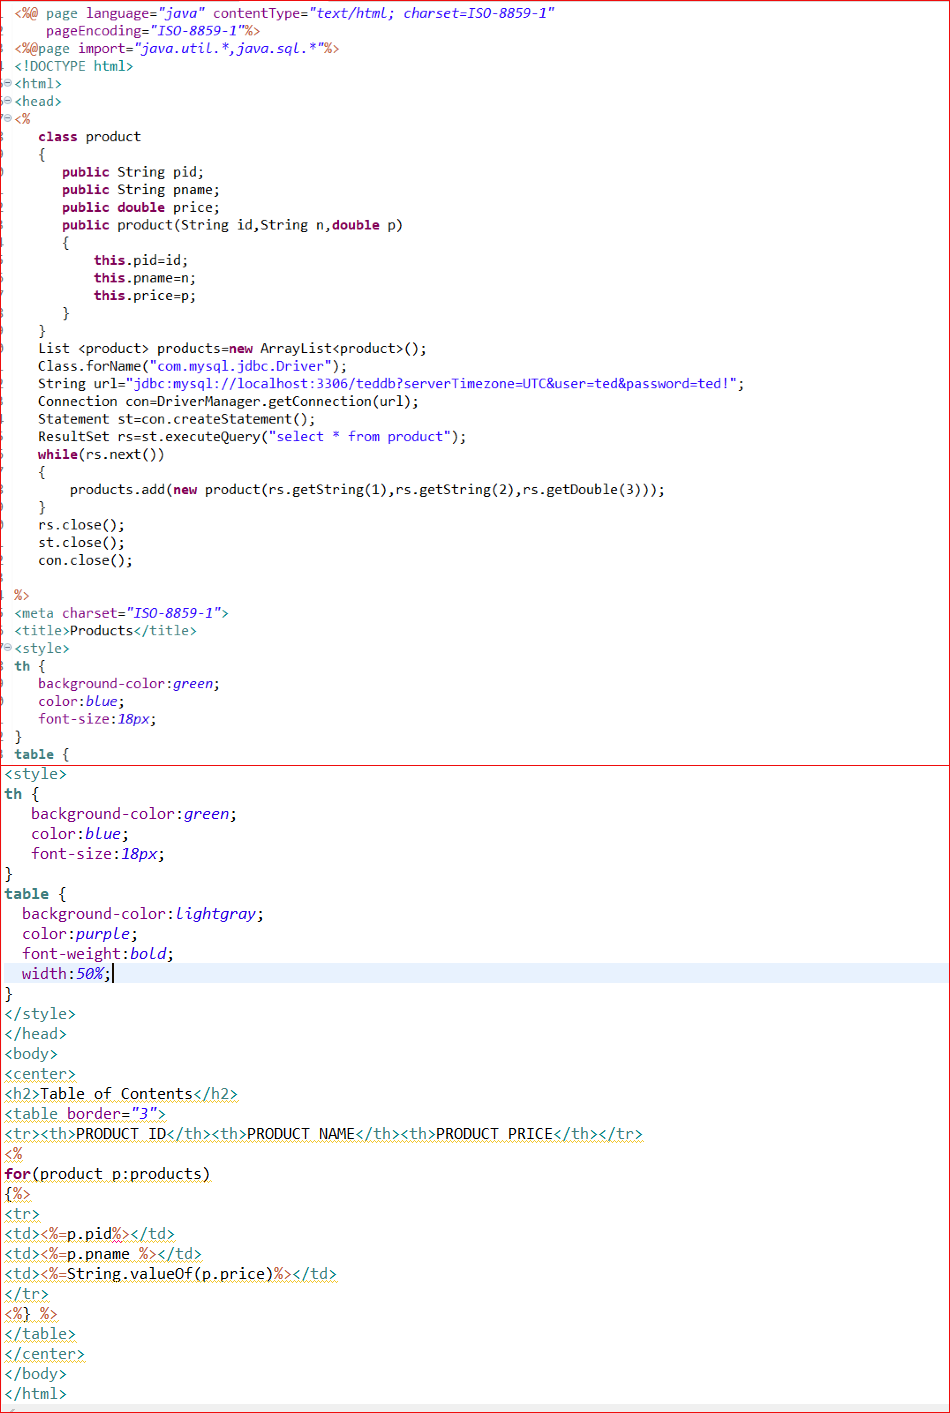 <%@ page language="java" contentType="text/html; charset=ISO-8859-1"
    pageEncoding="ISO-8859-1"%>
<%@page import="java.util.*,java.sql.*"%>
<!DOCTYPE html>
<html>
<head>
<%
   class product
   {
      public String pid;
      public String pname;
      public double price;
      public product(String id,String n,double p)
      {
          this.pid=id;
          this.pname=n;
          this.price=p;
      }
   }
   List <product> products=new ArrayList<product>();
   Class.forName("com.mysql.jdbc.Driver");
   String url="jdbc:mysql://localhost:3306/teddb?serverTimezone=UTC&user=ted&password=ted!";
   Connection con=DriverManager.getConnection(url);
   Statement st=con.createStatement();
   ResultSet rs=st.executeQuery("select * from product");
   while(rs.next())
   {
       products.add(new product(rs.getString(1),rs.getString(2),rs.getDouble(3)));
   }
   rs.close();
   st.close();
   con.close();
%>
<meta charset="ISO-8859-1">
<title>Products</title>
<style>
th {
   background-color:green;
   color:blue;
   font-size:18px;
}
table {
<style>
th {
   background-color:green;
   color:blue;
   font-size:18px;
}
table {
  background-color:lightgray;
  color:purple;
  font-weight:bold;
  width:50%;
}
</style>
</head>
<body>
<center>
<h2>Table of Contents</h2>
<table border="3">
<tr><th>PRODUCT ID</th><th>PRODUCT NAME</th><th>PRODUCT PRICE</th></tr>
<%
for(product p:products)
{%>
<tr>
<td><%=p.pid%></td>
<td><%=p.pname %></td>
<td><%=String.valueOf(p.price)%></td>
</tr>
<%} %>
</table>
</center>
</body>
</html>